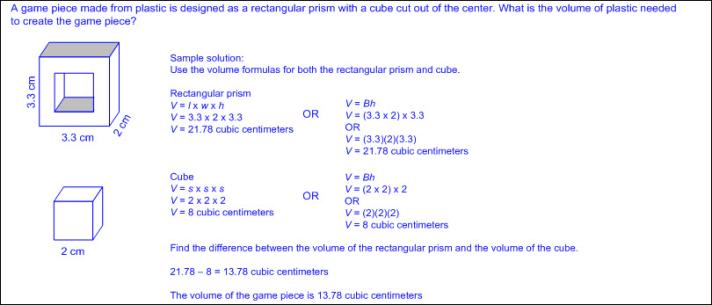 A game piece made from plastic is designed as a rectangular prism with a cube cut out of the center. What is the volume of plastic needed
to create the game piece?
3.3 cm
3.3 cm
2 cm
Sample solution:
Use the volume formulas for both the rectangular prism and cube.
Rectangular prism
V = l x w x h
V = 3.3 x 2 x 3.3
V = 21.78 cubic centimeters
OR
V = Bh
V = (3.3 x 2) x 3.3
OR
V = (3.3)(2)(3.3)
V = 21.78 cubic centimeters
2 cm
Cube
V = s x s x s
V = 2 x 2 x 2
V = 8 cubic centimeters
OR
V = Bh
V = (2 x 2) x 2
OR
V = (2)(2)(2)
V = 8 cubic centimeters
Find the difference between the volume of the rectangular prism and the volume of the cube.
21.78 – 8 = 13.78 cubic centimeters
The volume of the game piece is 13.78 cubic centimeters